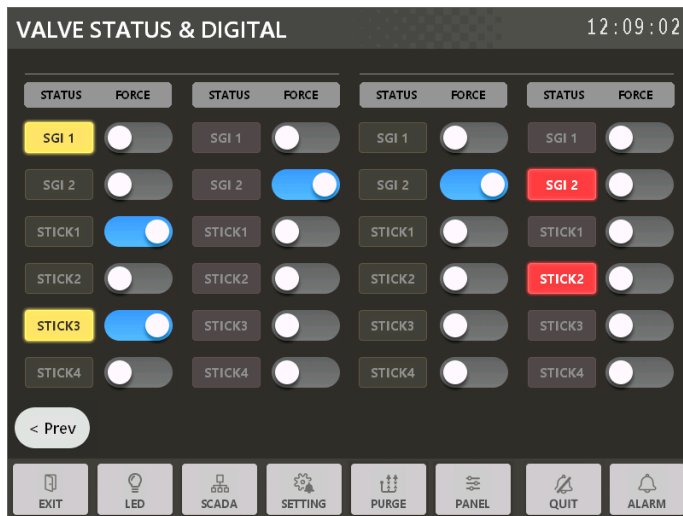 VALVE STATUS & DIGITAL 12:09:02
STATUS FORCE STATUS FORCE STATUS FORCE STATUS FORCE
SGI 1 SGI 1 SGI 1 SGI 1
SGI 2 SGI 2 SGI 2 SGI 2
STICK1 STICK1 STICK1 STICK1
STICK2 STICK2 STICK2 STICK2
STICK3 STICK3 STICK3 STICK3
STICK4 STICK4 STICK4 STICK4
< Prev
EXIT LED SCADA SETTING PURGE PANEL QUIT ALARM